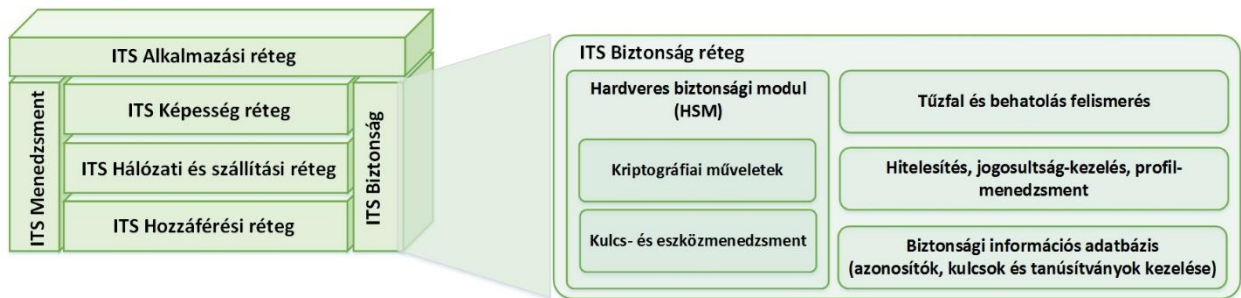 ITS Alkalmazási réteg
ITS Menedzsment
ITS Képesség réteg
ITS Hálózati és szállítási réteg
ITS Hozzáférési réteg
ITS Biztonság
ITS Biztonság réteg
Hardveres biztonsági modul
(HSM)
Kriptográfiai műveletek
Kulcs- és eszközmenedzsment
Tűzfal és behatolás felismerés
Hitelesítés, jogosultság-kezelés, profil-
menedzsment
Biztonsági információs adatbázis
(azonosítók, kulcsok és tanúsítványok kezelése)